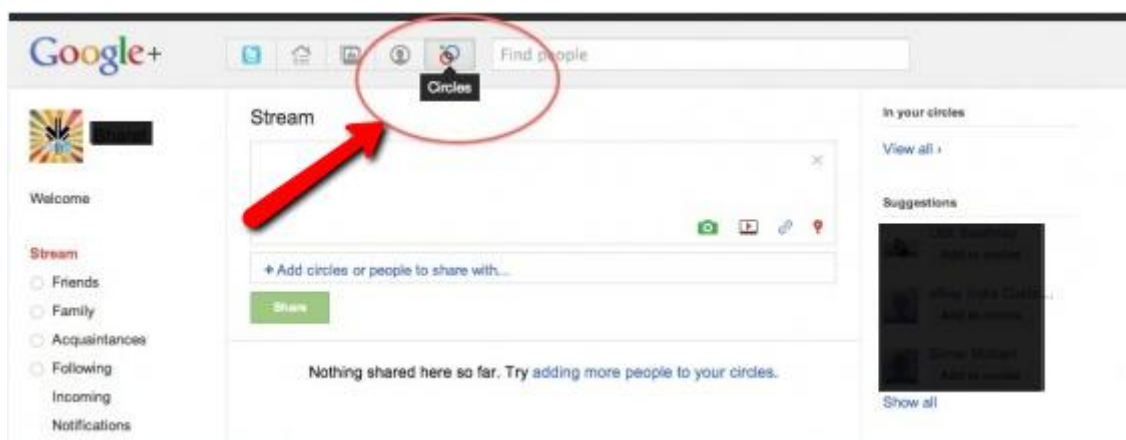 Google+
Find people
Circles
Stream
Welcome
Stream
Friends
Family
Acquaintances
Following
Incoming
Notifications
+ Add circles or people to share with...
Share
Nothing shared here so far. Try adding more people to your circles.
In your circles
View all ›
Suggestions
Show all